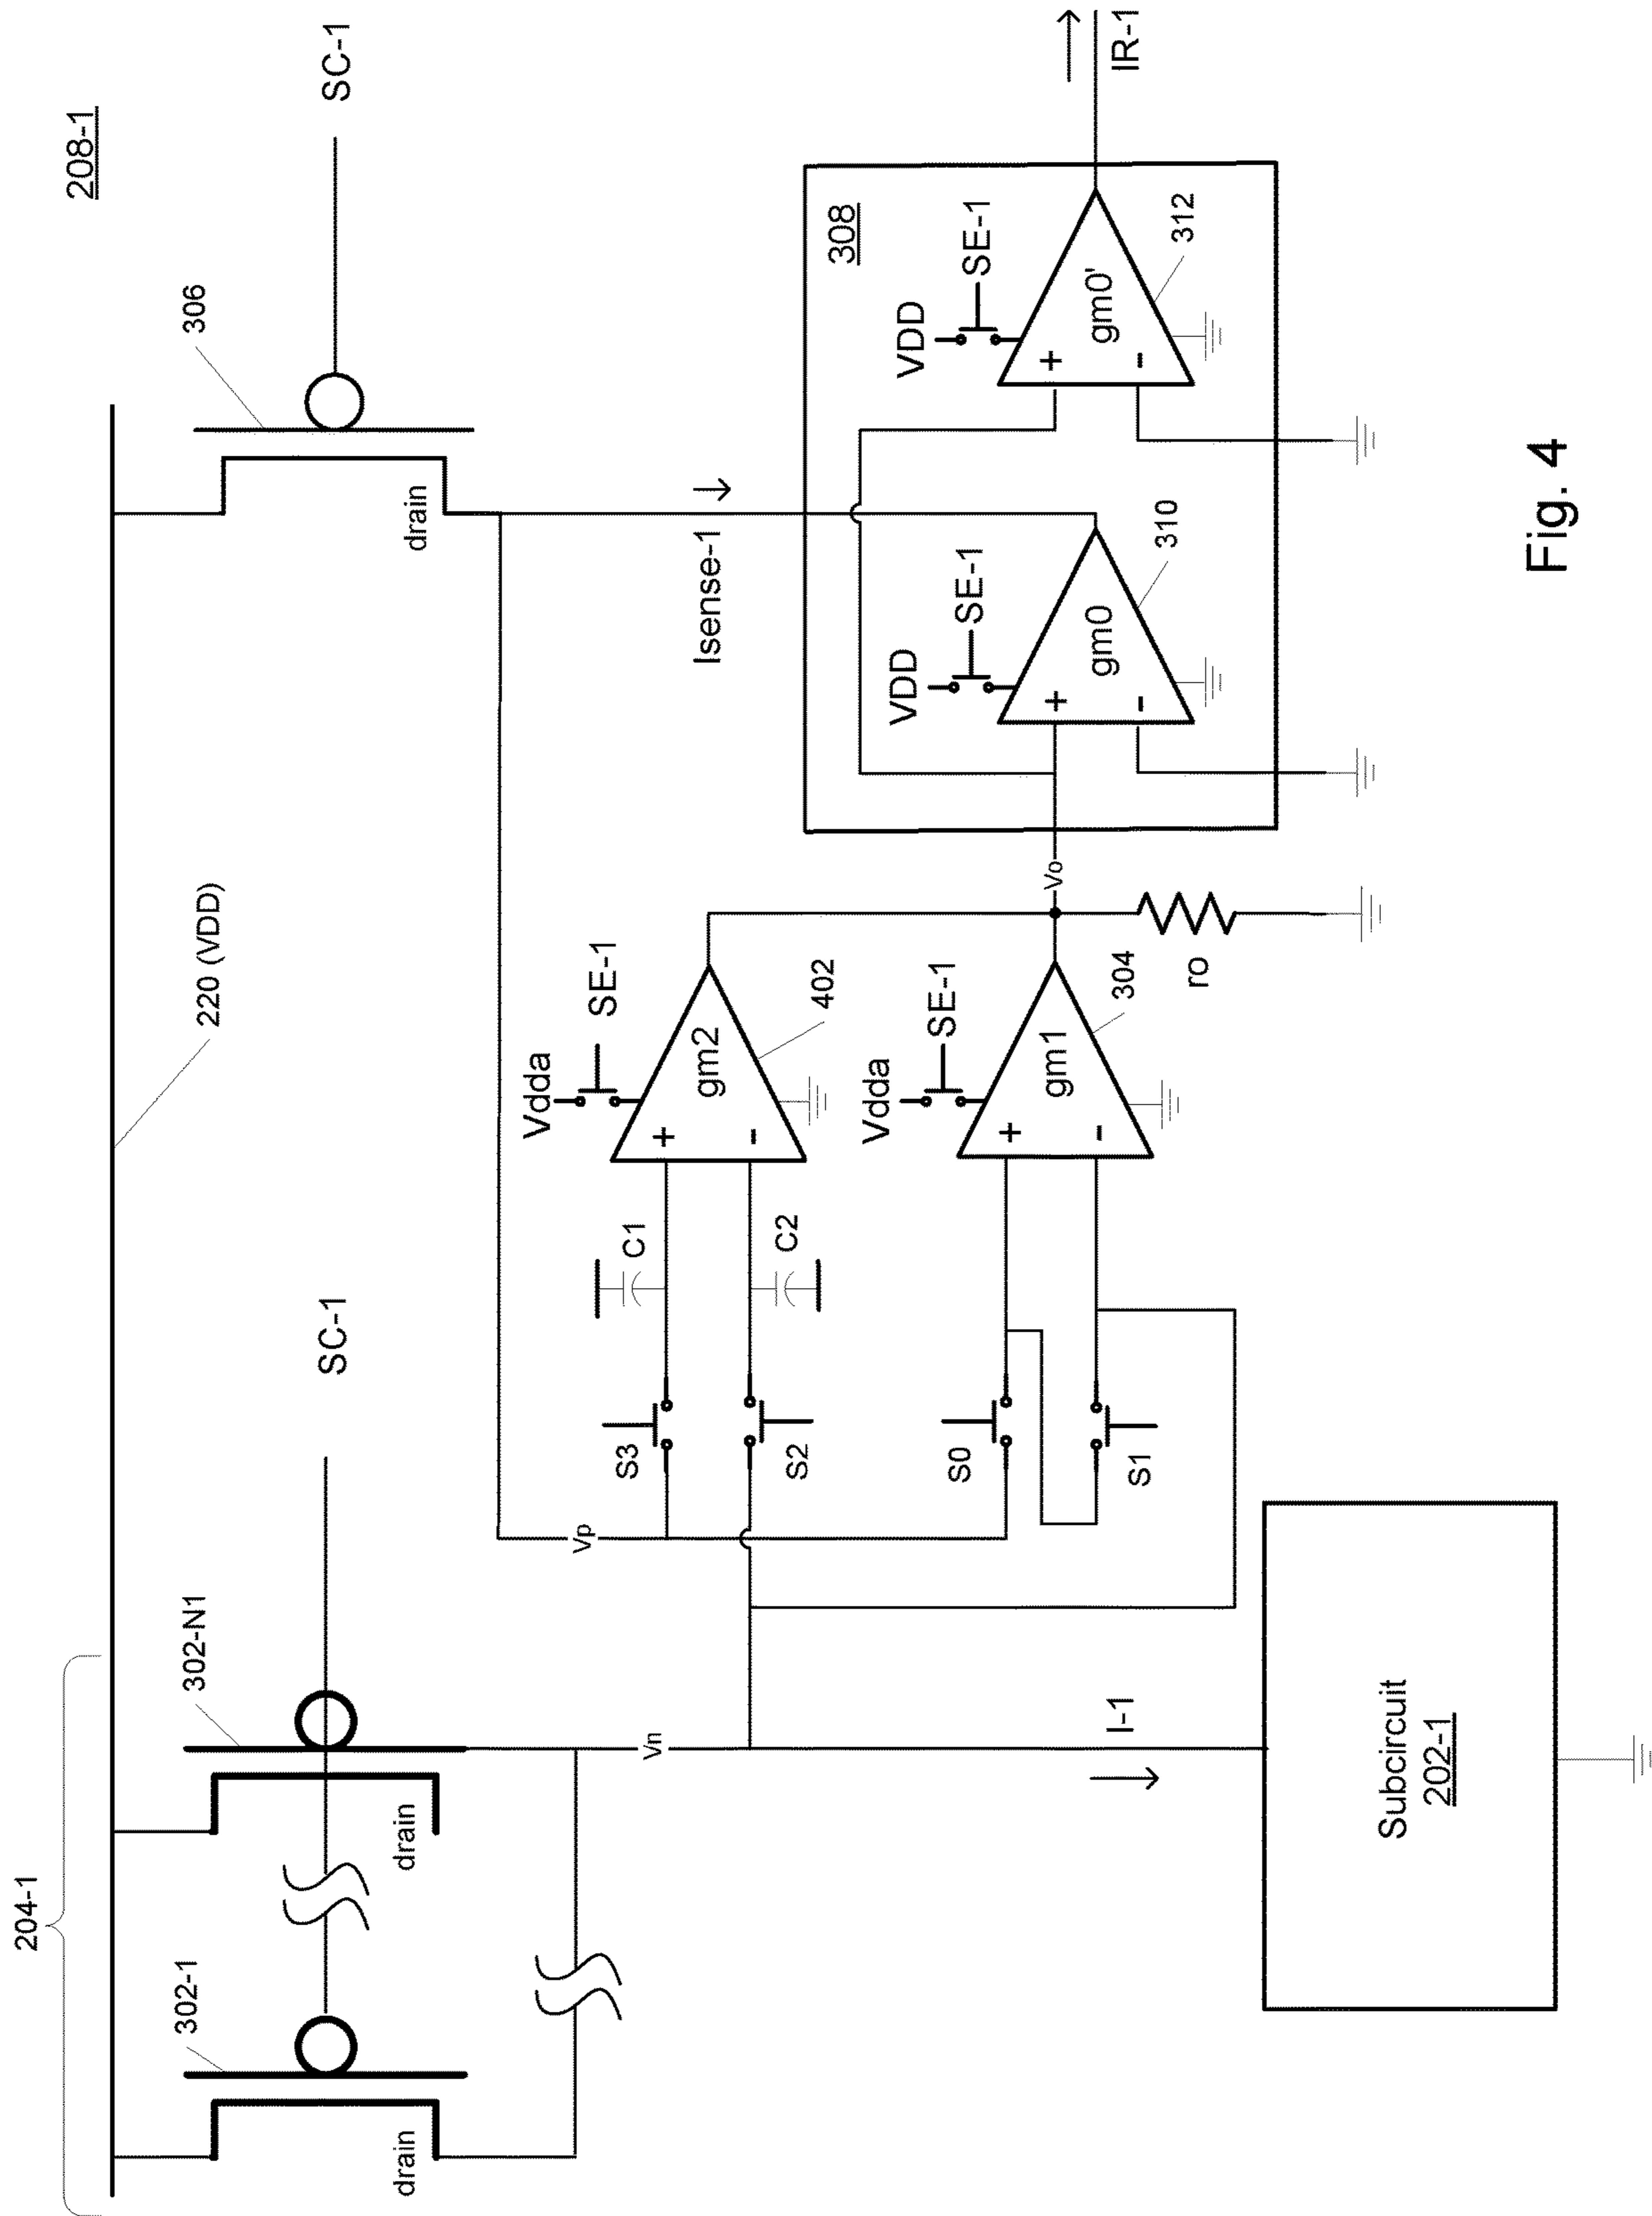 208-1
204-1
220 (VDD)
302-1
302-N1
306
SC-1
SC-1
drain
drain
drain
Vn
Vp
Isense-1
S3
S2
C1
C2
Vdda
SE-1
+
-
gm2
402
S0
S1
Vdda
SE-1
+
-
gm1
304
Vo
ro
308
VDD
SE-1
+
-
gm0
310
VDD
SE-1
+
-
gm0'
312
IR-1
I-1
Subcircuit
202-1
Fig. 4